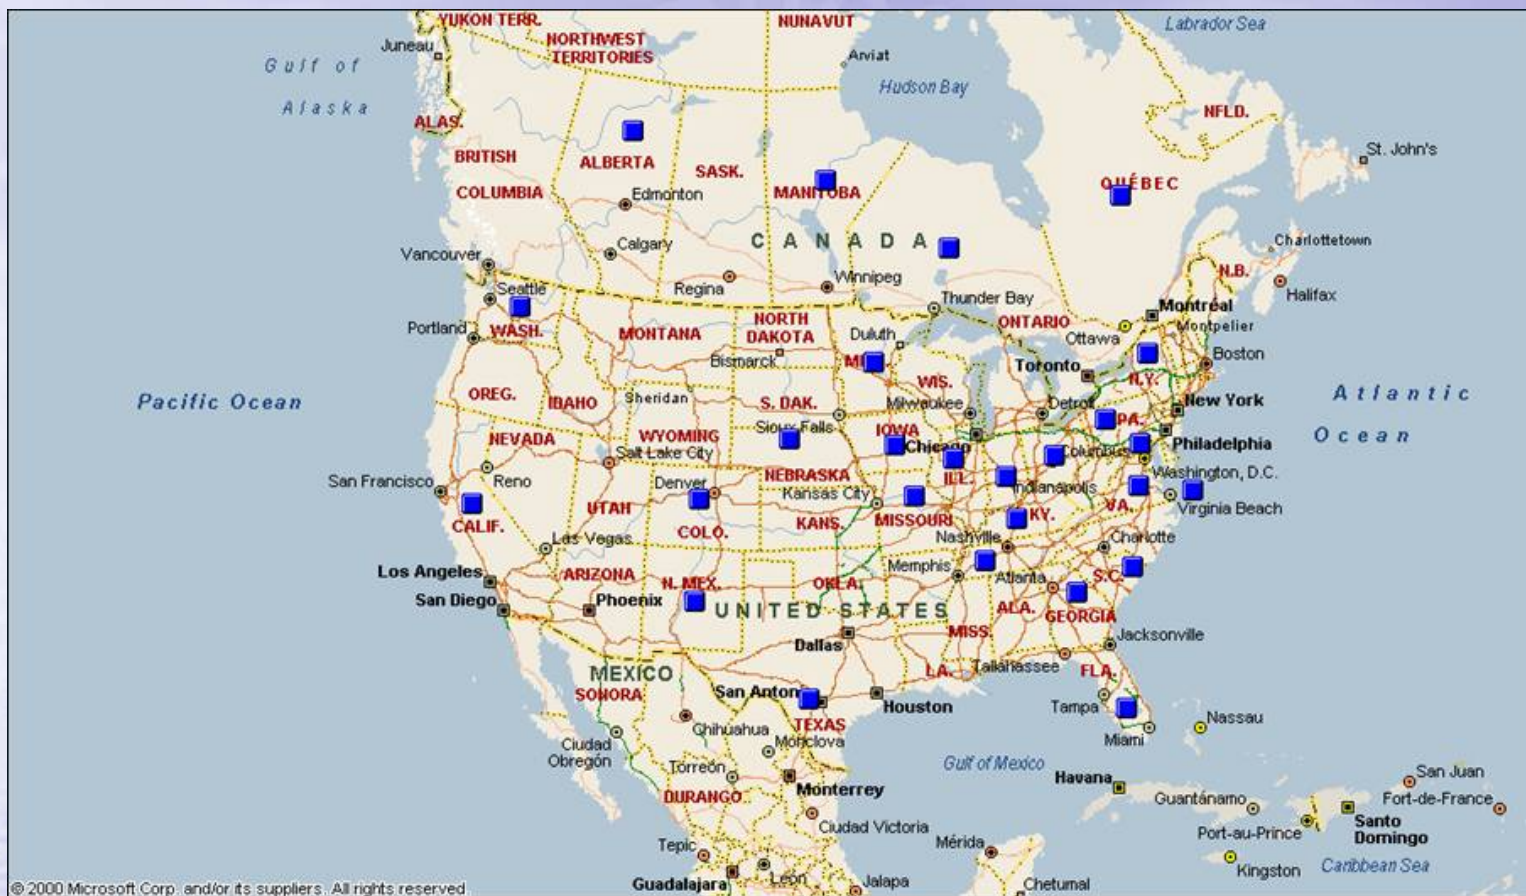 YUKON TERR.
NUNAVUT
Labrador Sea
Juneau
NORTHWEST
TERRITORIES
Arviat
Gulf of
Alaska
Hudson Bay
ALAS.
NFLD.
BRITISH
COLUMBIA
ALBERTA
SASK.
MANITOBA
QUÉBEC
St. John's
Edmonton
CANADA
Calgary
Vancouver
Charlottetown
N.B.
Regina
Winnipeg
Halifax
Seattle
Thunder Bay
Montréal
Portland
WASH.
MONTANA
NORTH
DAKOTA
Duluth
ONTARIO
Ottawa
Montpelier
Bismarck
Toronto
Boston
WIS.
N.Y.
Pacific Ocean
OREG.
IDAHO
Sheridan
S. DAK.
Milwaukee
Detroit
New York
Atlantic
Ocean
Sioux Falls
IOWA
PA.
NEVADA
WYOMING
Chicago
Columbus
Philadelphia
Salt Lake City
San Francisco
Reno
Denver
NEBRASKA
ILL.
Indianapolis
Washington, D.C.
Kansas City
UTAH
VA.
Virginia Beach
CALIF.
COLO.
KANS.
MISSOURI
KY.
Las Vegas
Nashville
Charlotte
Los Angeles
ARIZONA
N. MEX.
OKLA.
Memphis
Atlanta
S.C.
San Diego
Phoenix
UNITED STATES
ALA.
GEORGIA
Dallas
MISS.
Jacksonville
MEXICO
LA.
Tallahassee
FLA.
SONORA
San Anton
Houston
Tampa
Chihuahua
TEXAS
Nassau
Ciudad
Obregón
Monclova
Miami
Torreón
Gulf of Mexico
Havana
San Juan
DURANGO
Monterrey
Guantánamo
Fort-de-France
Ciudad Victoria
Port-au-Prince
Santo
Domingo
Tepic
Mérida
Kingston
Caribbean Sea
Guadalajara
León
Jalapa
Chetumal
© 2000 Microsoft Corp. and/or its suppliers. All rights reserved.